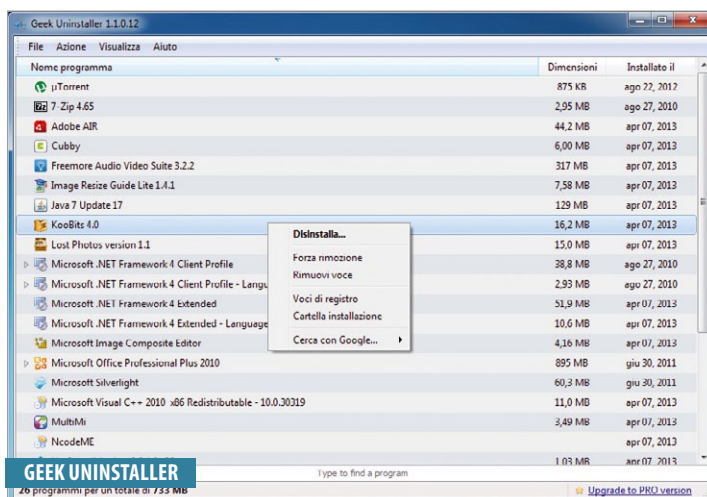 Geek Uninstaller 1.1.0.12
File Azione Visualizza Aiuto
Nome programma Dimensioni Installato il
µTorrent 875 KB ago 22, 2012
7-Zip 4.65 2,95 MB ago 27, 2010
Adobe AIR 44,2 MB apr 07, 2013
Cubby 6,00 MB apr 07, 2013
Freemore Audio Video Suite 3.2.2 317 MB apr 07, 2013
Image Resize Guide Lite 1.4.1 7,58 MB apr 07, 2013
Java 7 Update 17 129 MB apr 07, 2013
KooBits 4.0 16,2 MB apr 07, 2013
Lost Photos version 1.1 15,0 MB apr 07, 2013
Microsoft .NET Framework 4 Client Profile 38,8 MB ago 27, 2010
Microsoft .NET Framework 4 Client Profile - Langu 2,93 MB ago 27, 2010
Microsoft .NET Framework 4 Extended 51,9 MB apr 07, 2013
Microsoft .NET Framework 4 Extended - Language 10,6 MB apr 07, 2013
Microsoft Image Composite Editor 4,16 MB apr 07, 2013
Microsoft Office Professional Plus 2010 895 MB giu 30, 2011
Microsoft Silverlight 60,3 MB giu 30, 2011
Microsoft Visual C++ 2010 x86 Redistributable - 10.0.30319 11,0 MB apr 07, 2013
MultiMi 3,49 MB apr 07, 2013
NcodeME apr 07, 2013
1,03 MB apr 07, 2013
Disinstalla...
Forza rimozione
Rimuovi voce
Voci di registro
Cartella installazione
Cerca con Google...
GEEK UNINSTALLER
Type to find a program
26 programmi per un totale di 733 MB
Upgrade to PRO version